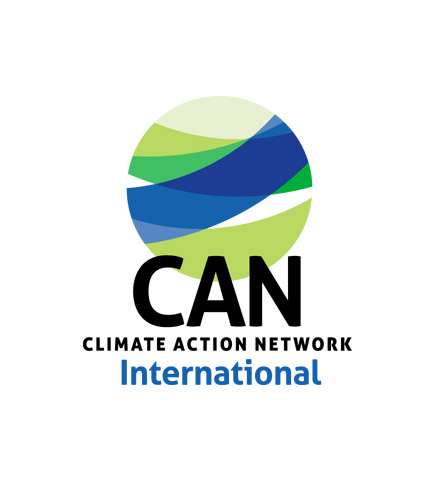 CAN
CLIMATE ACTION NETWORK
International